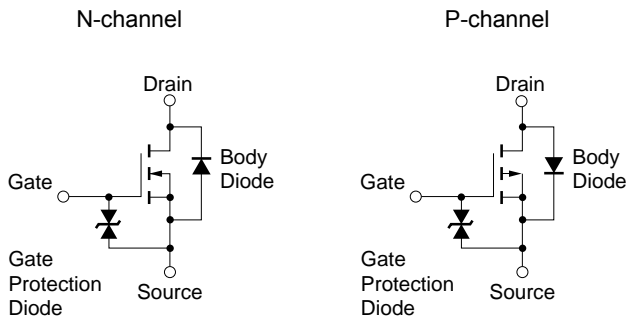 N-channel
Drain
Body
Diode
Gate
Gate
Protection
Diode
Source
P-channel
Drain
Body
Diode
Gate
Gate
Protection
Diode
Source